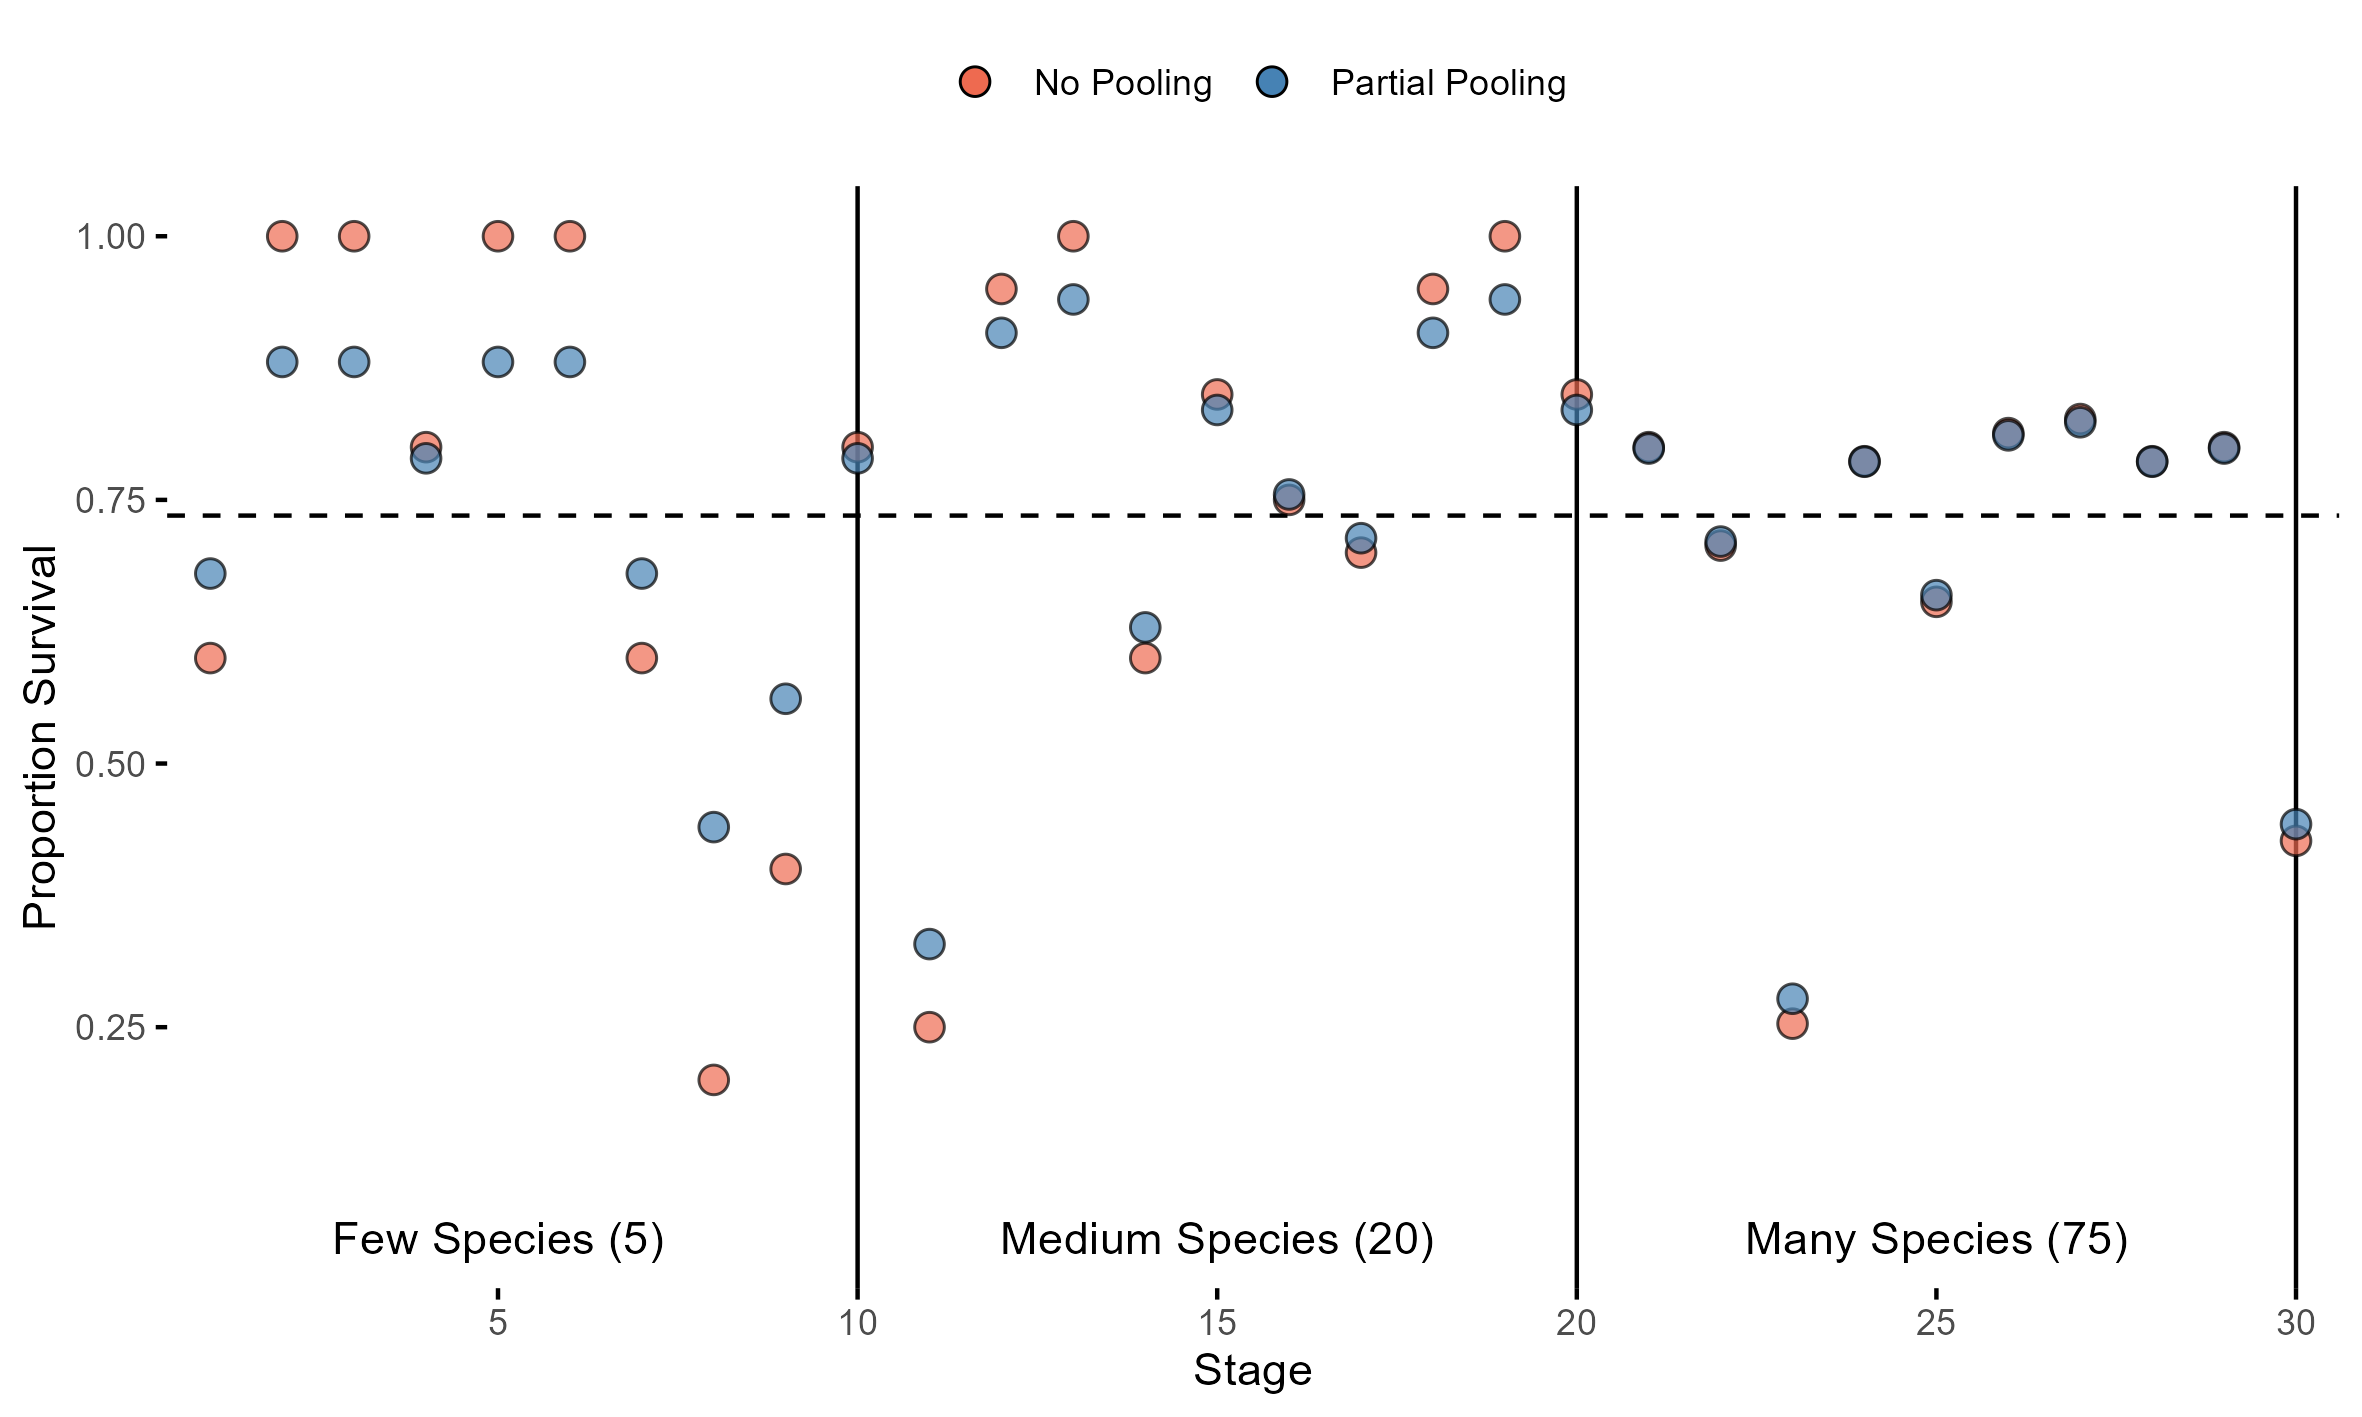 No Pooling Partial Pooling
1.00
0.75
0.50
0.25
Proportion Survival
Few Species (5) Medium Species (20) Many Species (75)
5 10 15 20 25 30
Stage